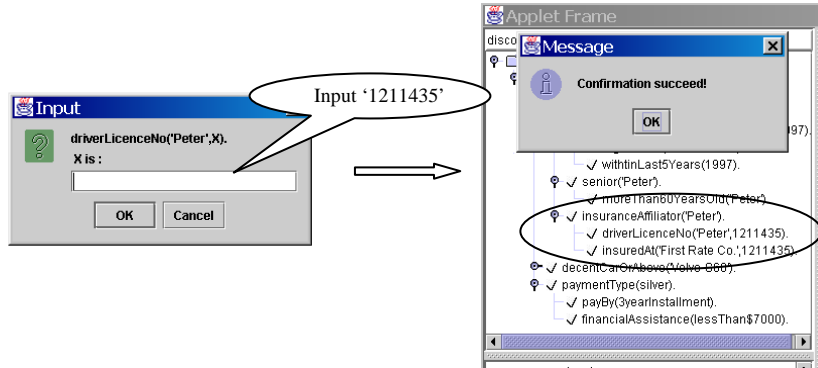 Input
driverLicenceNo('Peter',X).
X is :
OK
Cancel
Input ‘1211435’
Applet Frame
disco
Message
Confirmation succeed!
OK
97).
withtinLast5Years(1997).
senior('Peter').
moreThan60YearsOld('Peter')
insuranceAffiliator('Peter').
driverLicenceNo('Peter',1211435).
insuredAt('First Rate Co.',1211435).
decentCarOrAbove('Volvo S60').
paymentType(silver).
payBy(3yearInstallment).
financialAssistance(lessThan$7000).